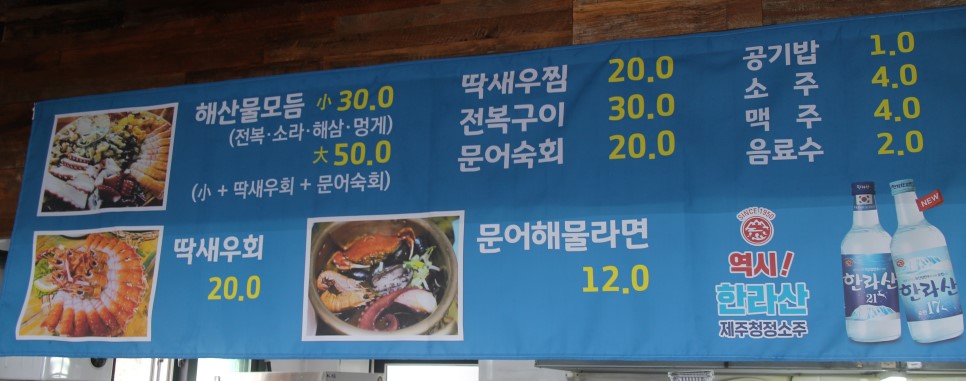 해산물모듬 小 30.0
(전복·소라·해삼·멍게)
大 50.0
(小 + 딱새우회 + 문어숙회)
딱새우회
20.0
문어해물라면
12.0
딱새우찜 20.0
전복구이 30.0
문어숙회 20.0
공기밥 1.0
소 주 4.0
맥 주 4.0
음료수 2.0
SINCE 1950
역시!
한라산
제주청정소주
한라산
21
NEW
한라산
17